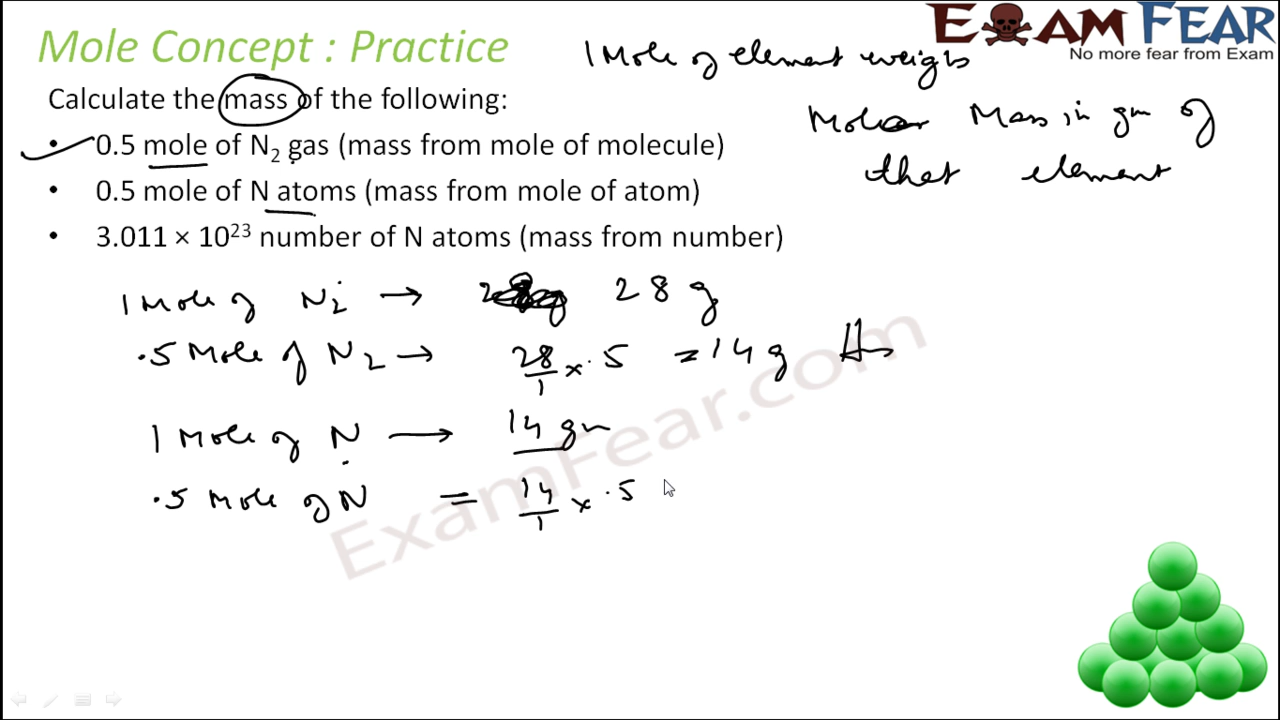 Mole Concept : Practice
EXAM FEAR
No more fear from Exam
1 Mole of element weighs
Molar Mass in gm of
that element
Calculate the mass of the following:
• 0.5 mole of N₂ gas (mass from mole of molecule)
• 0.5 mole of N atoms (mass from mole of atom)
• 3.011 × 10²³ number of N atoms (mass from number)
1 Mole of N₂ → 28 g
.5 Mole of N₂ → 28/1 × .5 = 14 g Ans
1 Mole of N → 14 gm
.5 Mole of N = 14/1 × .5
ExamFear.com